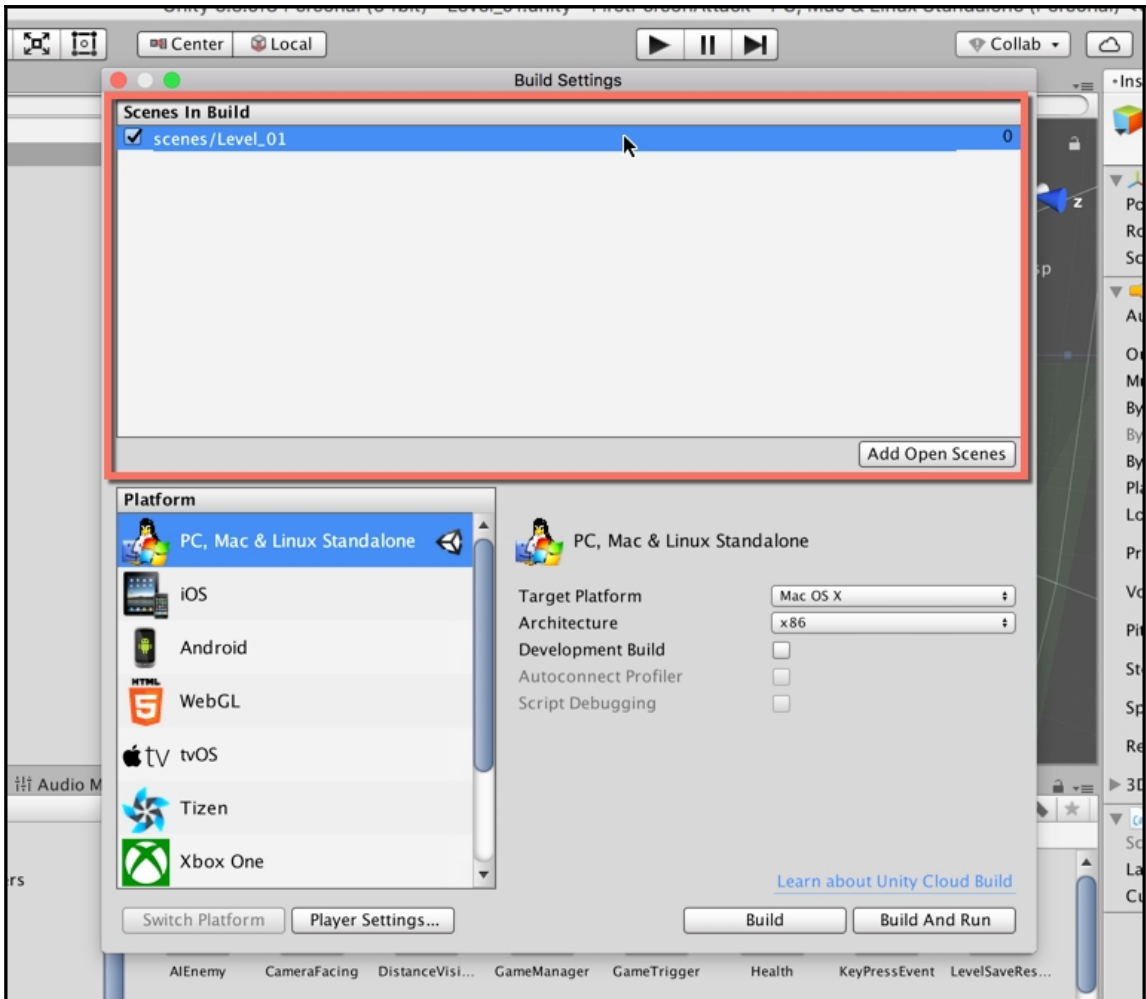 Center Local Collab
Build Settings
Scenes In Build
scenes/Level_01 0
Add Open Scenes
Platform
PC, Mac & Linux Standalone
iOS
Android
HTML
5
WebGL
tv tvOS
Tizen
Xbox One
PC, Mac & Linux Standalone
Target Platform Mac OS X
Architecture x86
Development Build
Autoconnect Profiler
Script Debugging
Learn about Unity Cloud Build
Switch Platform Player Settings... Build Build And Run
z
Audio M
AIEnemy CameraFacing DistanceVisi... GameManager GameTrigger Health KeyPressEvent LevelSaveRes...